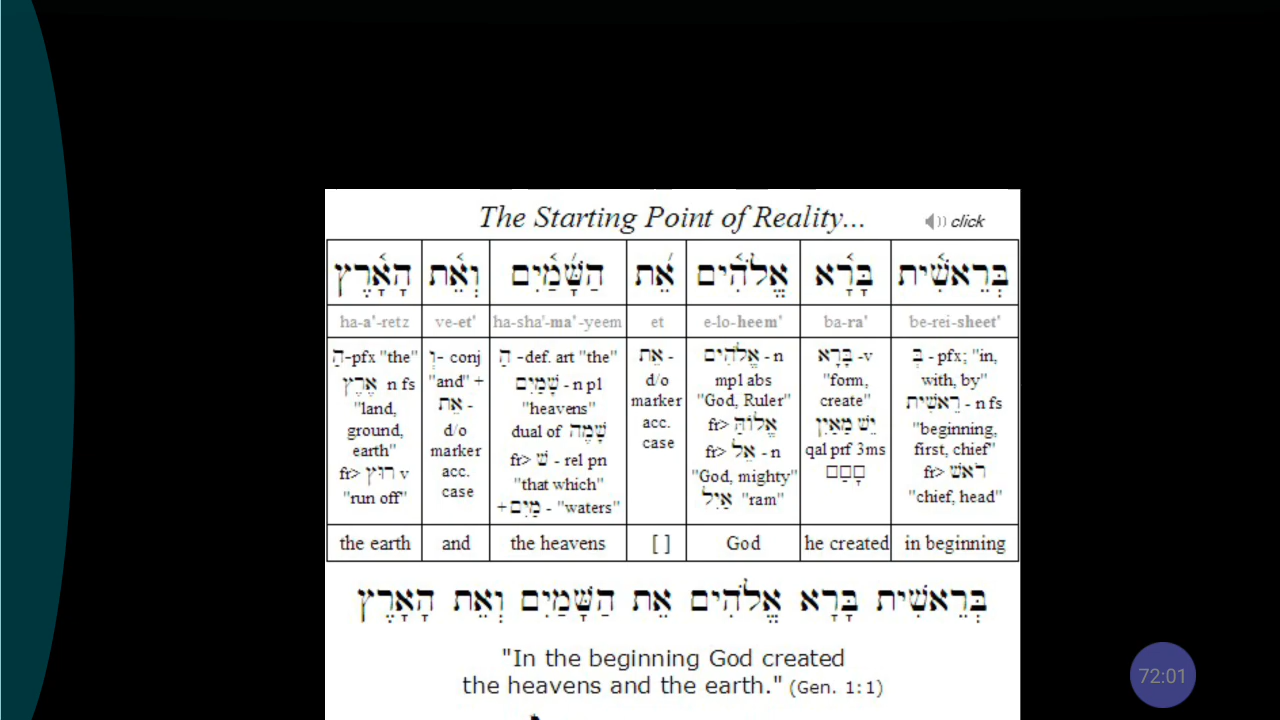 The Starting Point of Reality...
click
הָאָרֶץ וְאֵת הַשָּׁמַיִם אֵת אֱלֹהִים בָּרָא בְּרֵאשִׁית
ha-a'-retz ve-et' ha-sha'-ma'-yeem et e-lo-heem' ba-ra' be-rei-sheet'
הָ-pfx "the"
אֶרֶץ n fs
"land,
ground,
earth"
fr> רוּץ v
"run off"
וְ- conj
"and" +
אֵת -
d/o
marker
acc.
case
הַ -def. art "the"
שָׁמַיִם - n pl
"heavens"
dual of שָׁמֶה
fr> שׁ - rel pn
"that which"
+ מַיִם - "waters"
אֵת -
d/o
marker
acc.
case
אֱלֹהִים - n
mpl abs
"God, Ruler"
fr> אֱלוֹהַּ
fr> אֵל - n
"God, mighty"
אַיִל "ram"
בָּרָא -v
"form,
create"
יֵשׁ מֵאַיִן
qal prf 3ms
בְּ - pfx; "in,
with, by"
רֵאשִׁית - n fs
"beginning,
first, chief"
fr> רֹאשׁ
"chief, head"
the earth and the heavens [ ] God he created in beginning
בְּרֵאשִׁית בָּרָא אֱלֹהִים אֵת הַשָּׁמַיִם וְאֵת הָאָרֶץ
"In the beginning God created
the heavens and the earth." (Gen. 1:1)
72:01